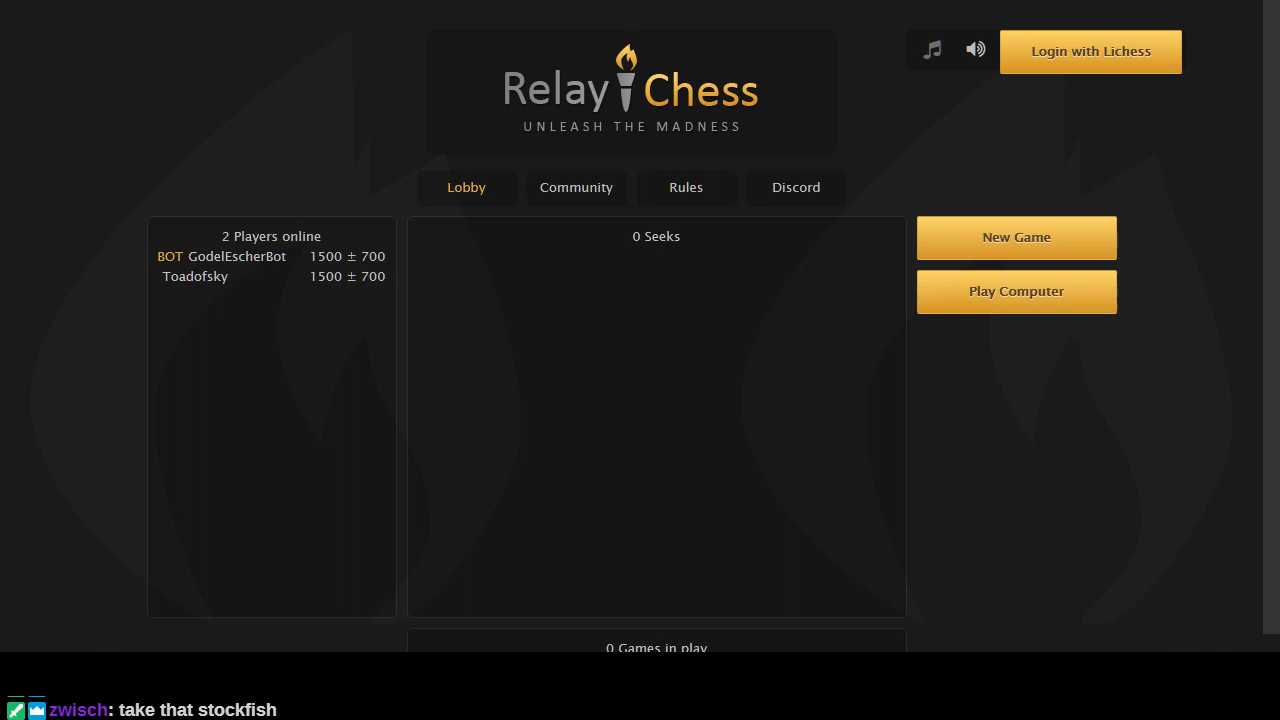 Relay Chess
UNLEASH THE MADNESS
Login with Lichess
Lobby
Community
Rules
Discord
2 Players online
BOT GodelEscherBot 1500 ± 700
Toadofsky 1500 ± 700
0 Seeks
New Game
Play Computer
0 Games in play
zwisch: take that stockfish